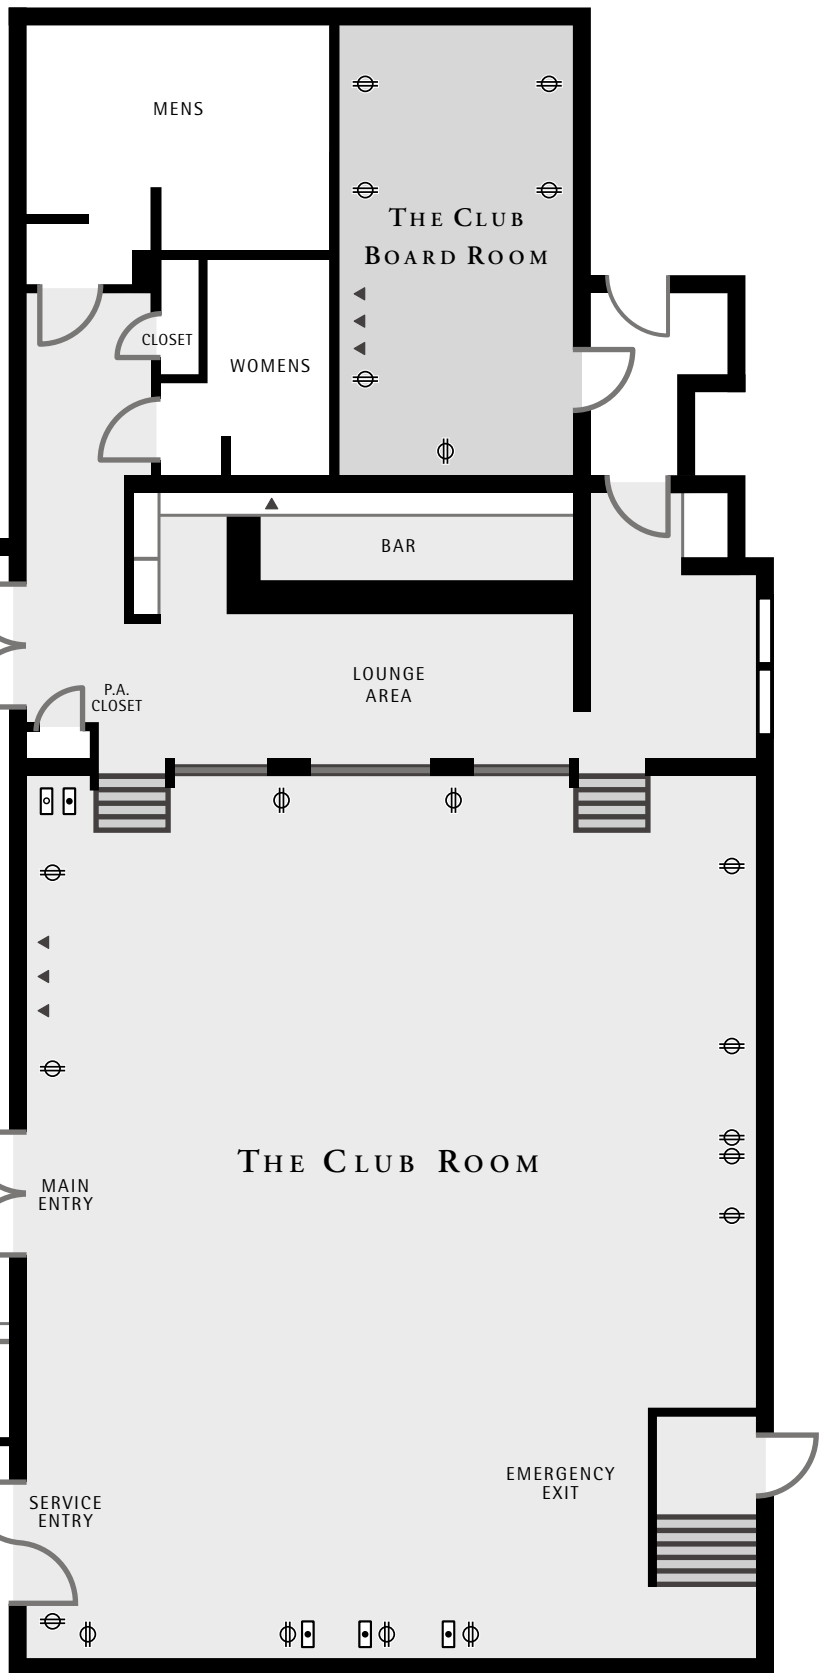 MENS
THE CLUB
BOARD ROOM
CLOSET
WOMENS
BAR
LOUNGE
AREA
P.A.
CLOSET
THE CLUB ROOM
MAIN
ENTRY
EMERGENCY
EXIT
SERVICE
ENTRY